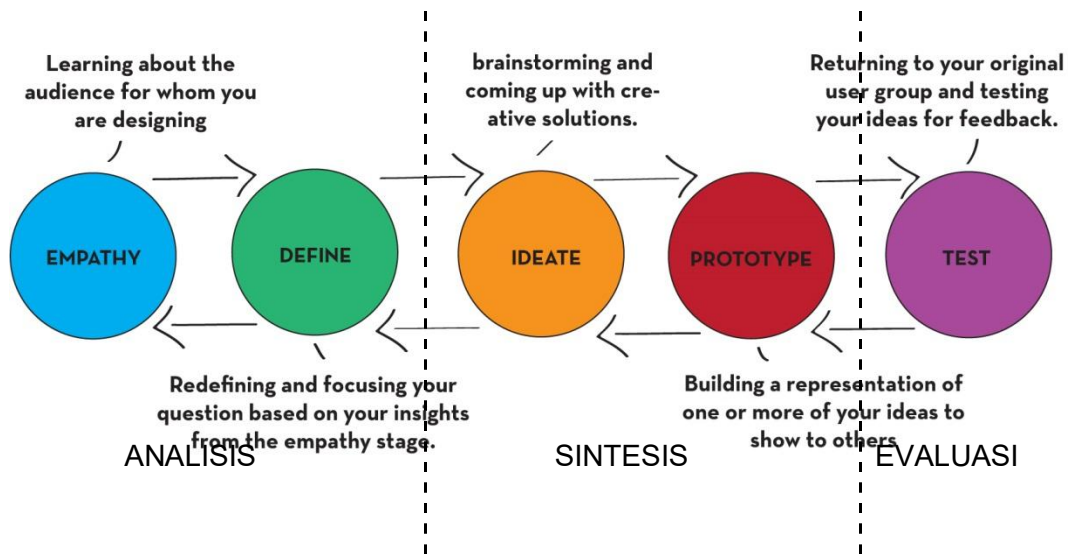 Learning about the
audience for whom you
are designing
brainstorming and
coming up with cre-
ative solutions.
Returning to your original
user group and testing
your ideas for feedback.
EMPATHY
DEFINE
IDEATE
PROTOTYPE
TEST
Redefining and focusing your
question based on your insights
from the empathy stage.
Building a representation of
one or more of your ideas to
show to others
ANALISIS
SINTESIS
EVALUASI